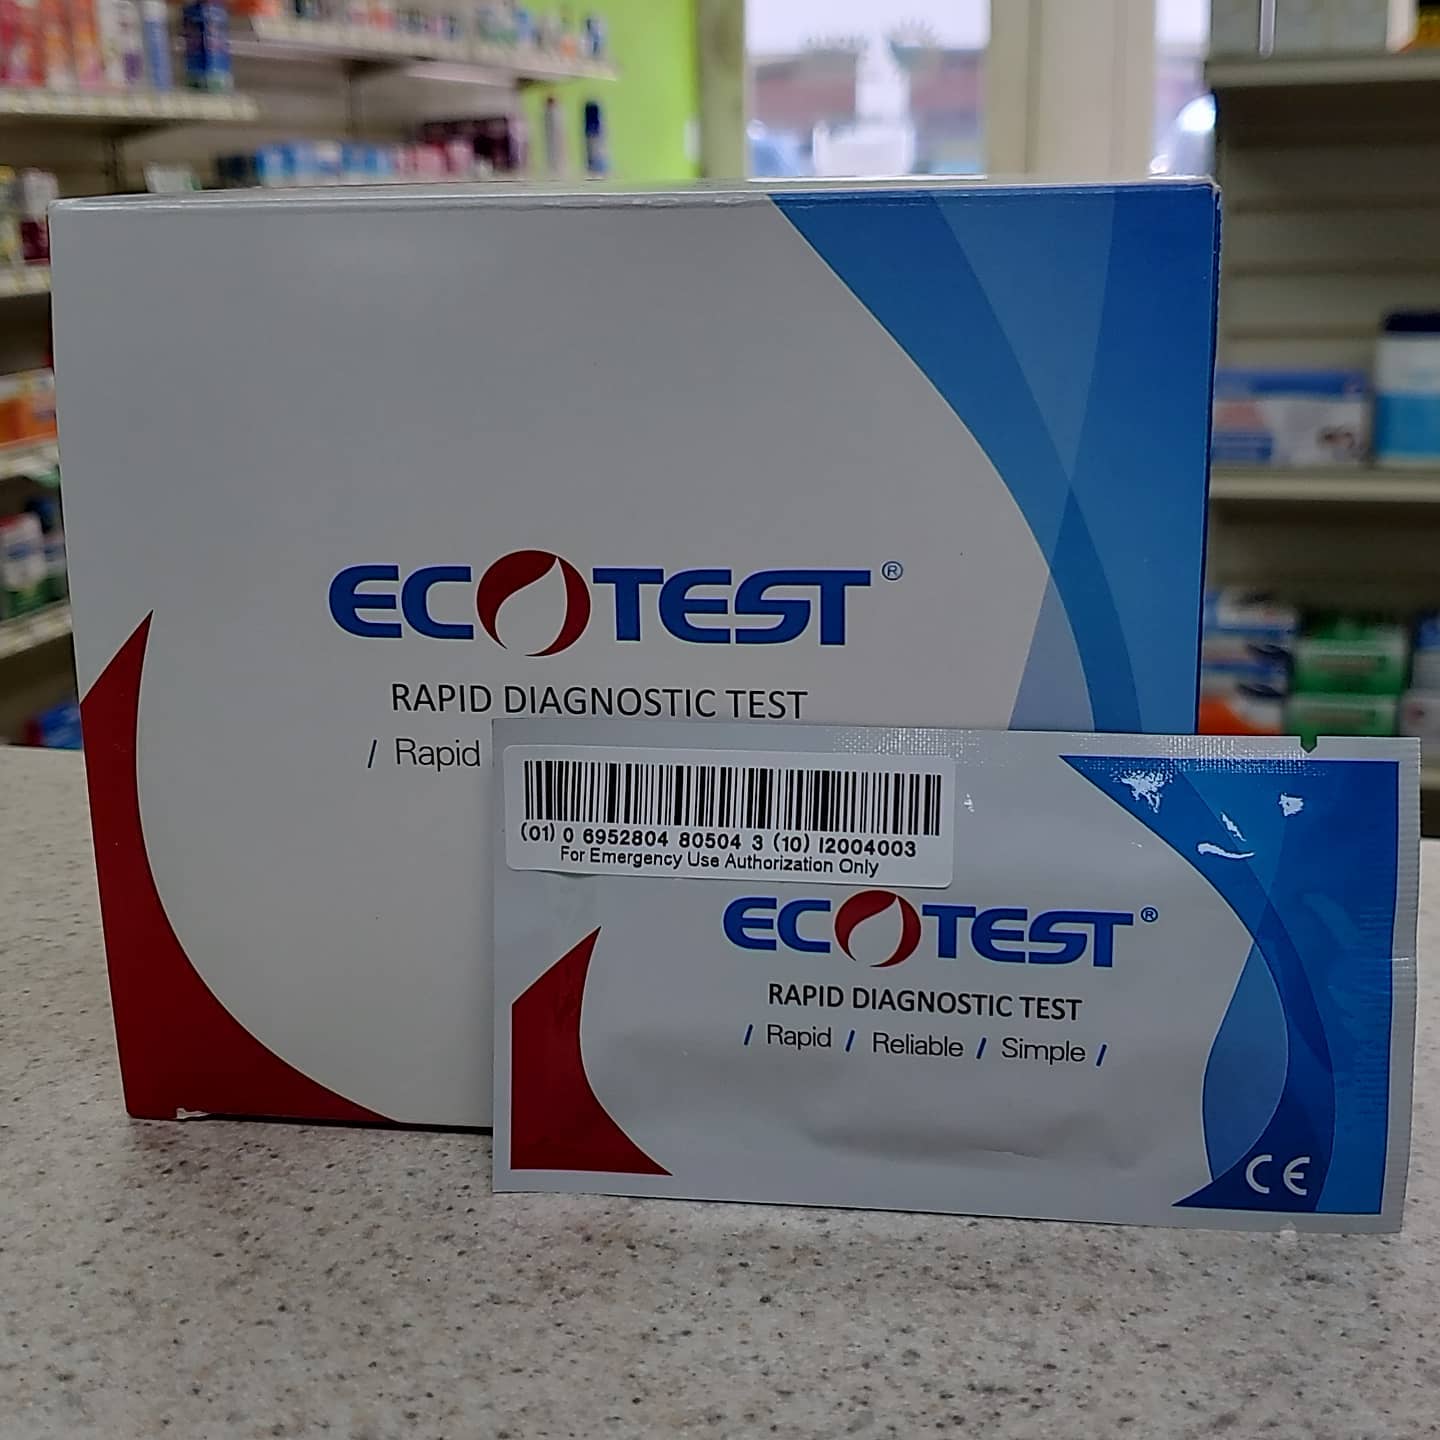 ECOTEST®
RAPID DIAGNOSTIC TEST
/ Rapid
(01) 0 6952804 80504 3 (10) I2004003
For Emergency Use Authorization Only
ECOTEST®
RAPID DIAGNOSTIC TEST
/ Rapid / Reliable / Simple /
CE